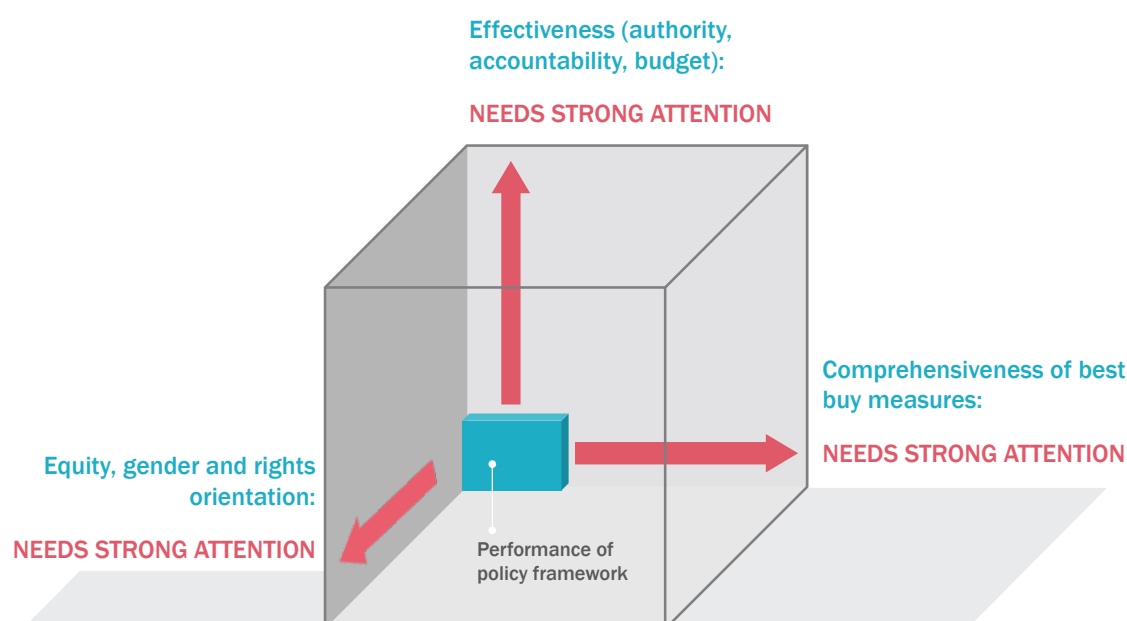 Effectiveness (authority,
accountability, budget):
NEEDS STRONG ATTENTION
Comprehensiveness of best
buy measures:
NEEDS STRONG ATTENTION
Equity, gender and rights
orientation:
NEEDS STRONG ATTENTION
Performance of
policy framework